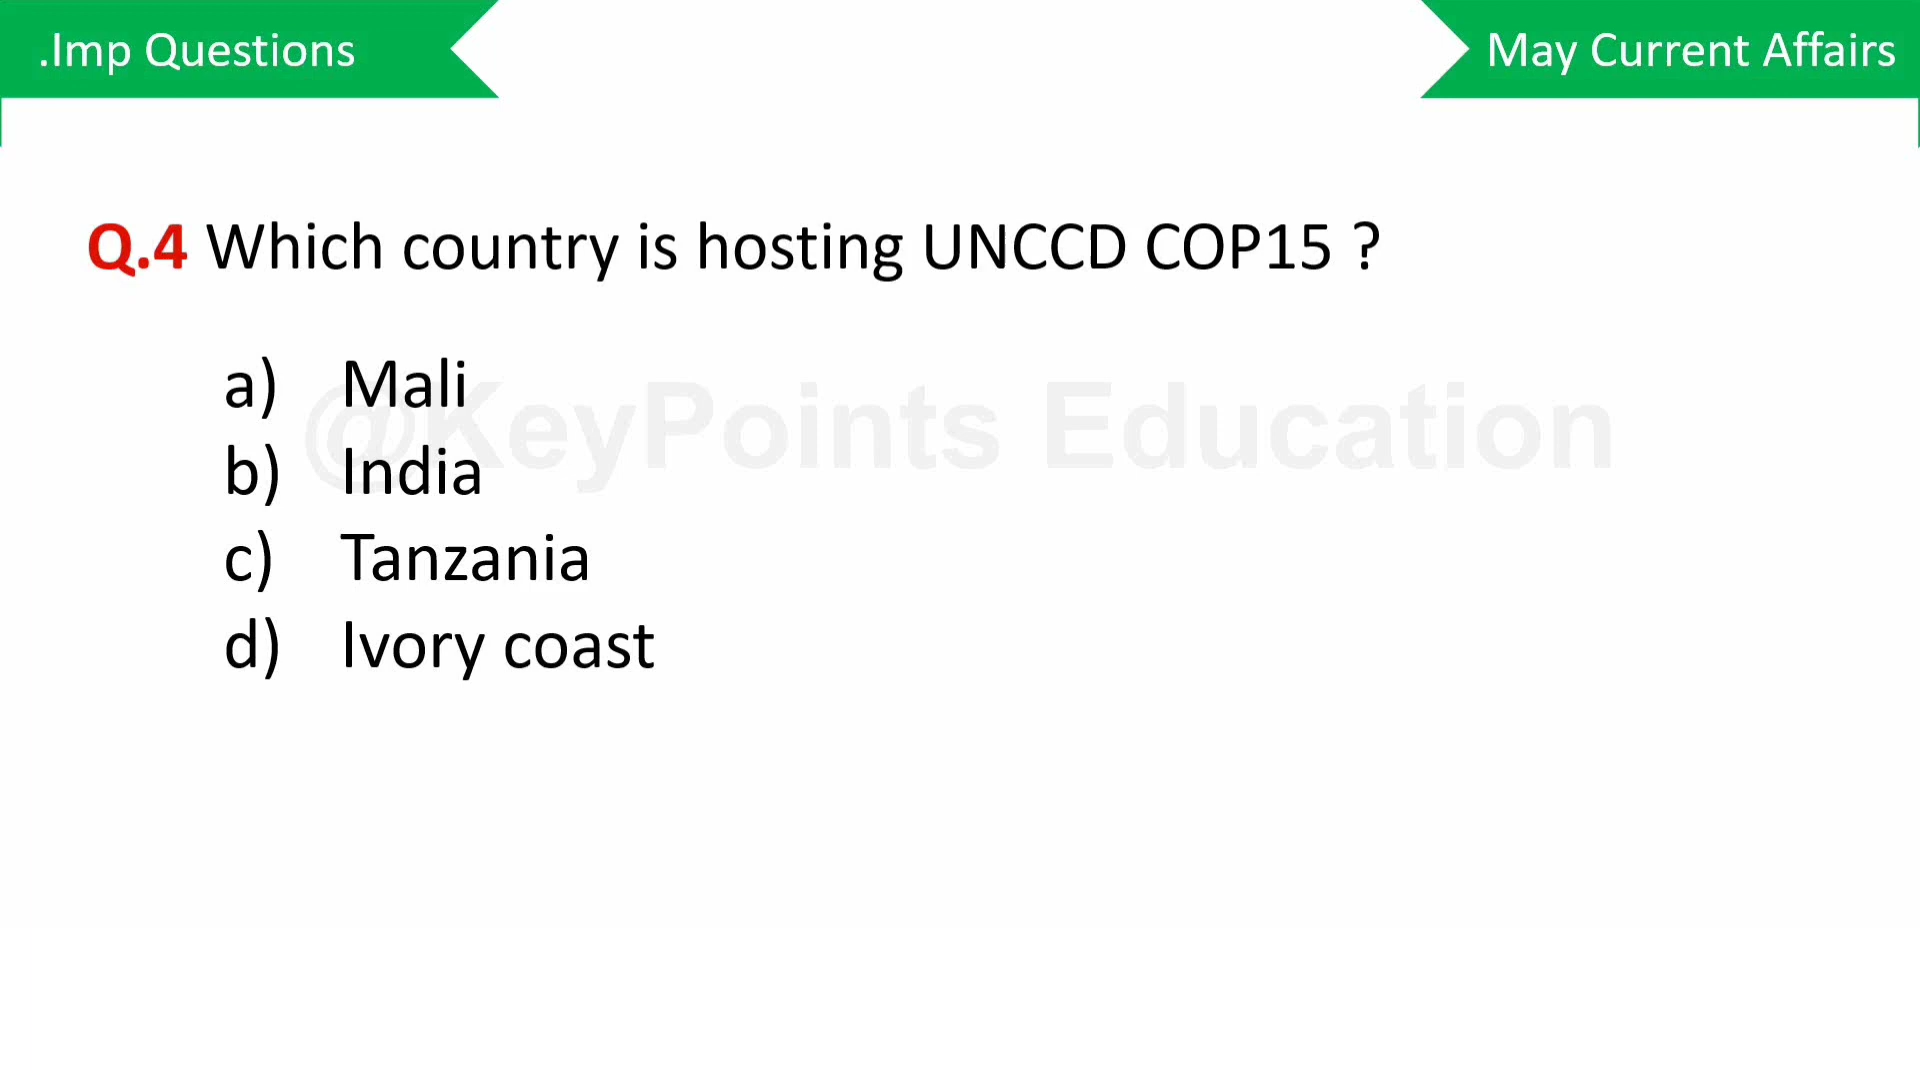 .Imp Questions
May Current Affairs
Q.4 Which country is hosting UNCCD COP15 ?
a) Mali
@KeyPoints Education
b) India
c) Tanzania
d) Ivory coast